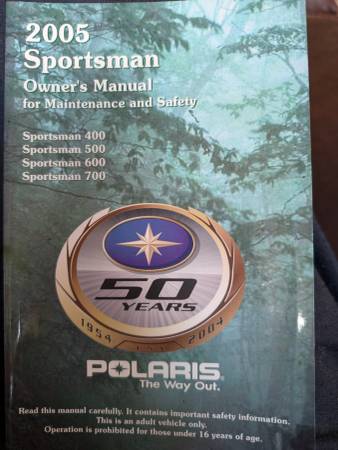 2005
Sportsman
Owner's Manual
for Maintenance and Safety
Sportsman 400
Sportsman 500
Sportsman 600
Sportsman 700
50
YEARS
1954 2004
POLARIS
The Way Out.
Read this manual carefully. It contains important safety information.
This is an adult vehicle only.
Operation is prohibited for those under 16 years of age.